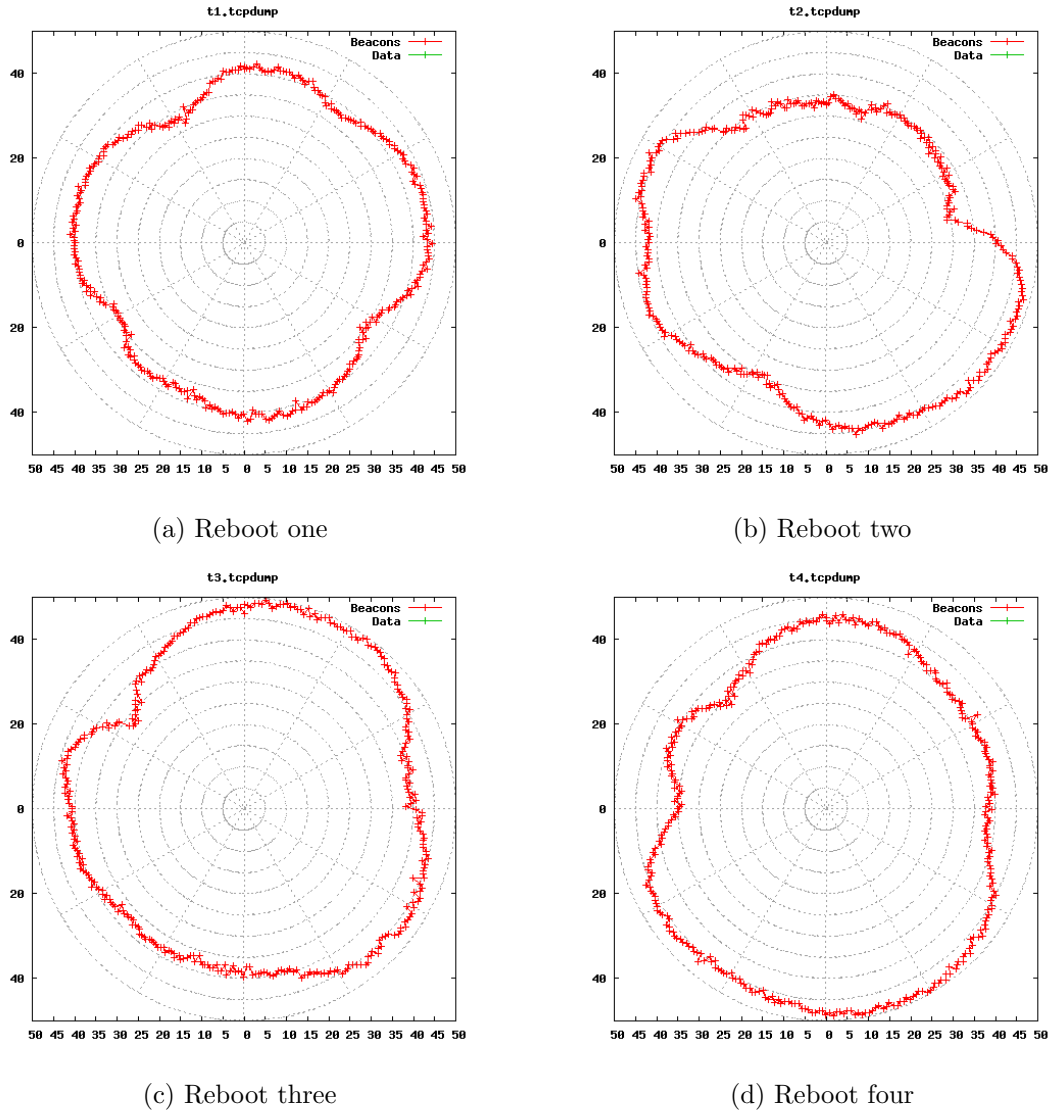 t1.tcpdump
Beacons
Data
40
20
0
20
40
50 45 35 30 25 20 15 10 5 0 5 10 15 20 25 30 35 40 45 50
(a) Reboot one
t2.tcpdump
Beacons
Data
40
20
0
20
40
50 45 40 35 30 25 20 15 10 5 0 5 10 15 20 25 30 35 40 45 50
(b) Reboot two
t3.tcpdump
Beacons
Data
40
20
0
20
40
50 45 40 35 30 25 20 15 10 5 0 5 10 15 20 25 30 35 40 45 50
(c) Reboot three
t4.tcpdump
Beacons
Data
40
20
0
20
40
50 45 40 35 30 25 20 15 10 5 0 5 10 15 20 25 30 35 40 45 50
(d) Reboot four